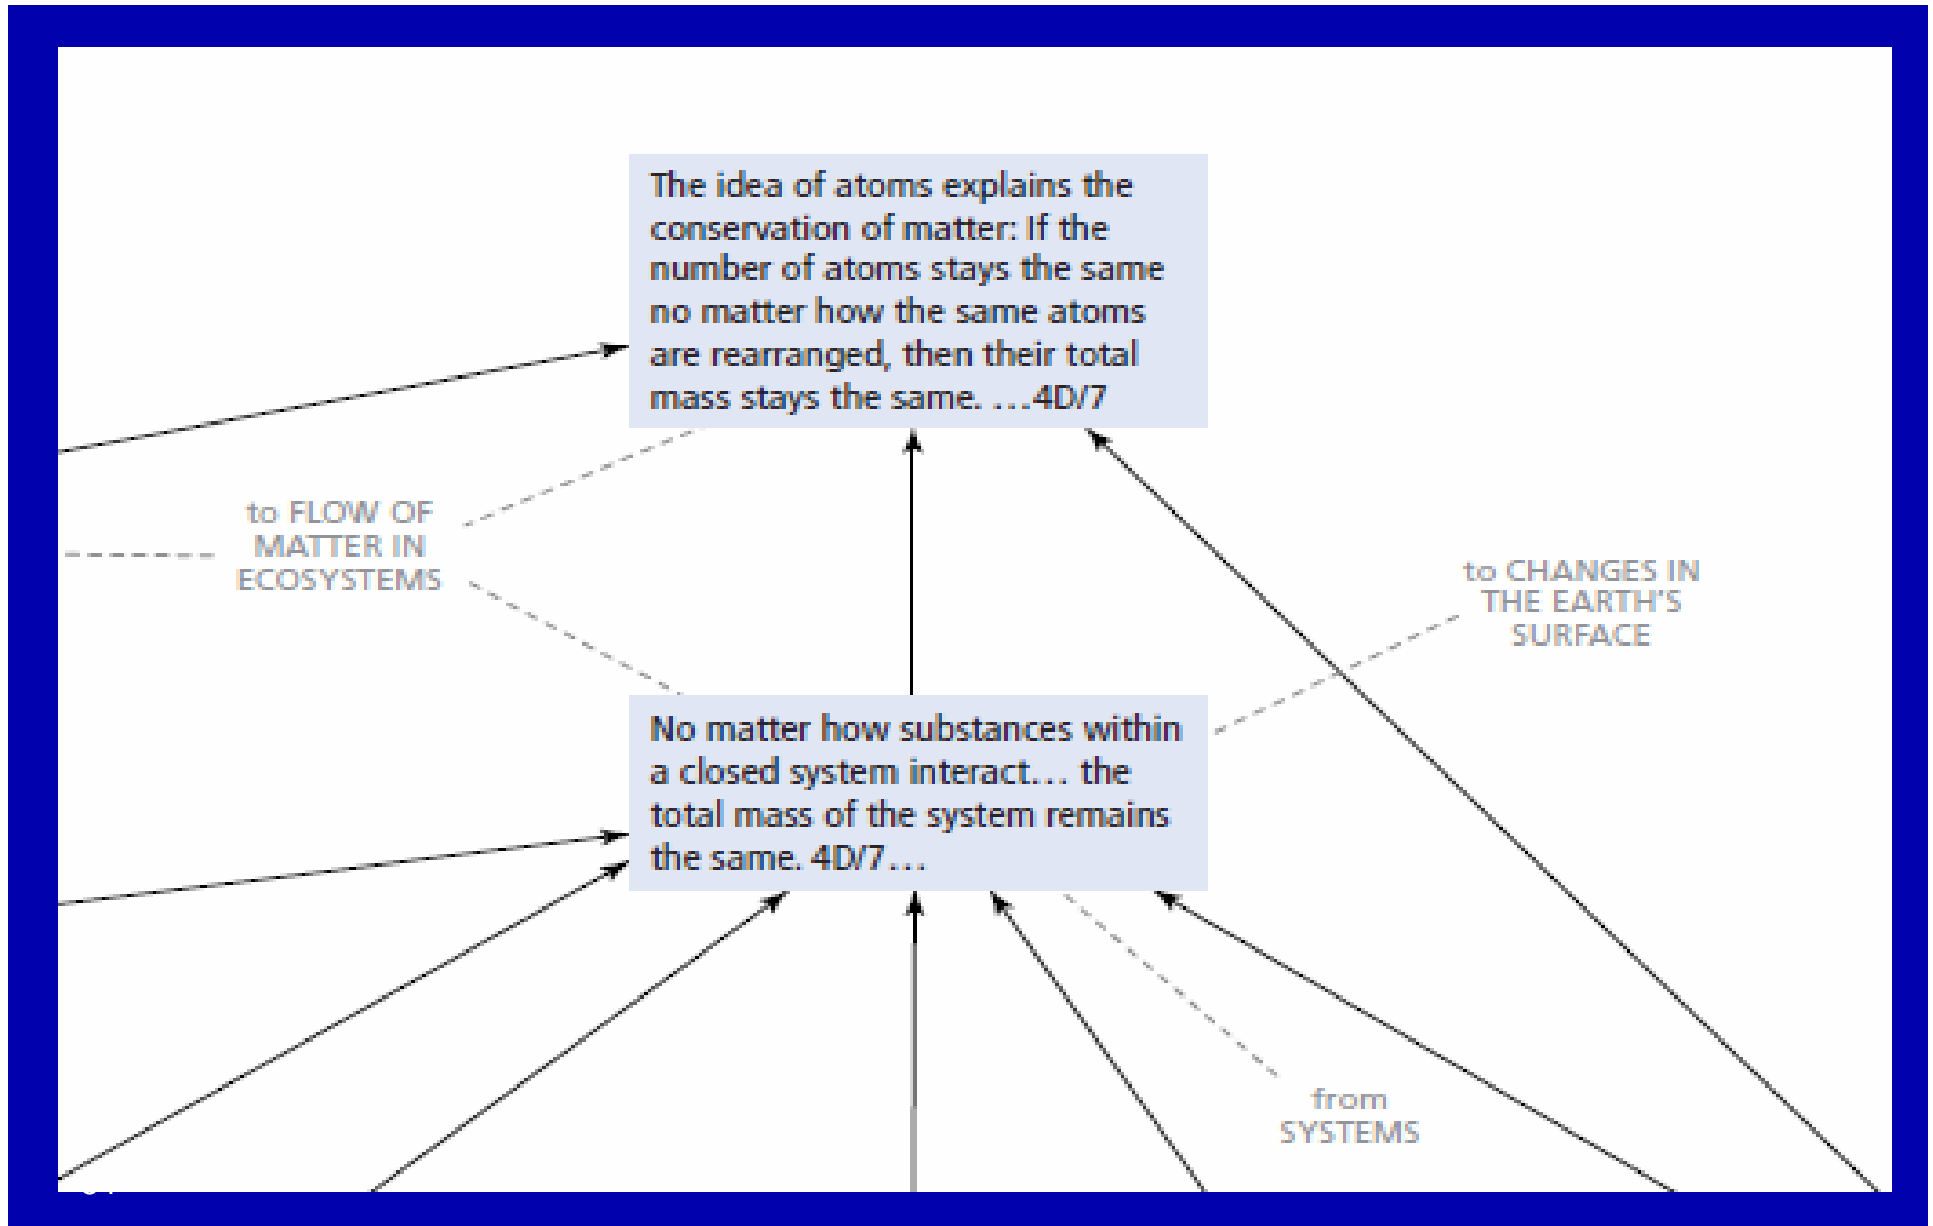 The idea of atoms explains the
conservation of matter: If the
number of atoms stays the same
no matter how the same atoms
are rearranged, then their total
mass stays the same. …4D/7
to FLOW OF
MATTER IN
ECOSYSTEMS
to CHANGES IN
THE EARTH'S
SURFACE
No matter how substances within
a closed system interact… the
total mass of the system remains
the same. 4D/7…
from
SYSTEMS